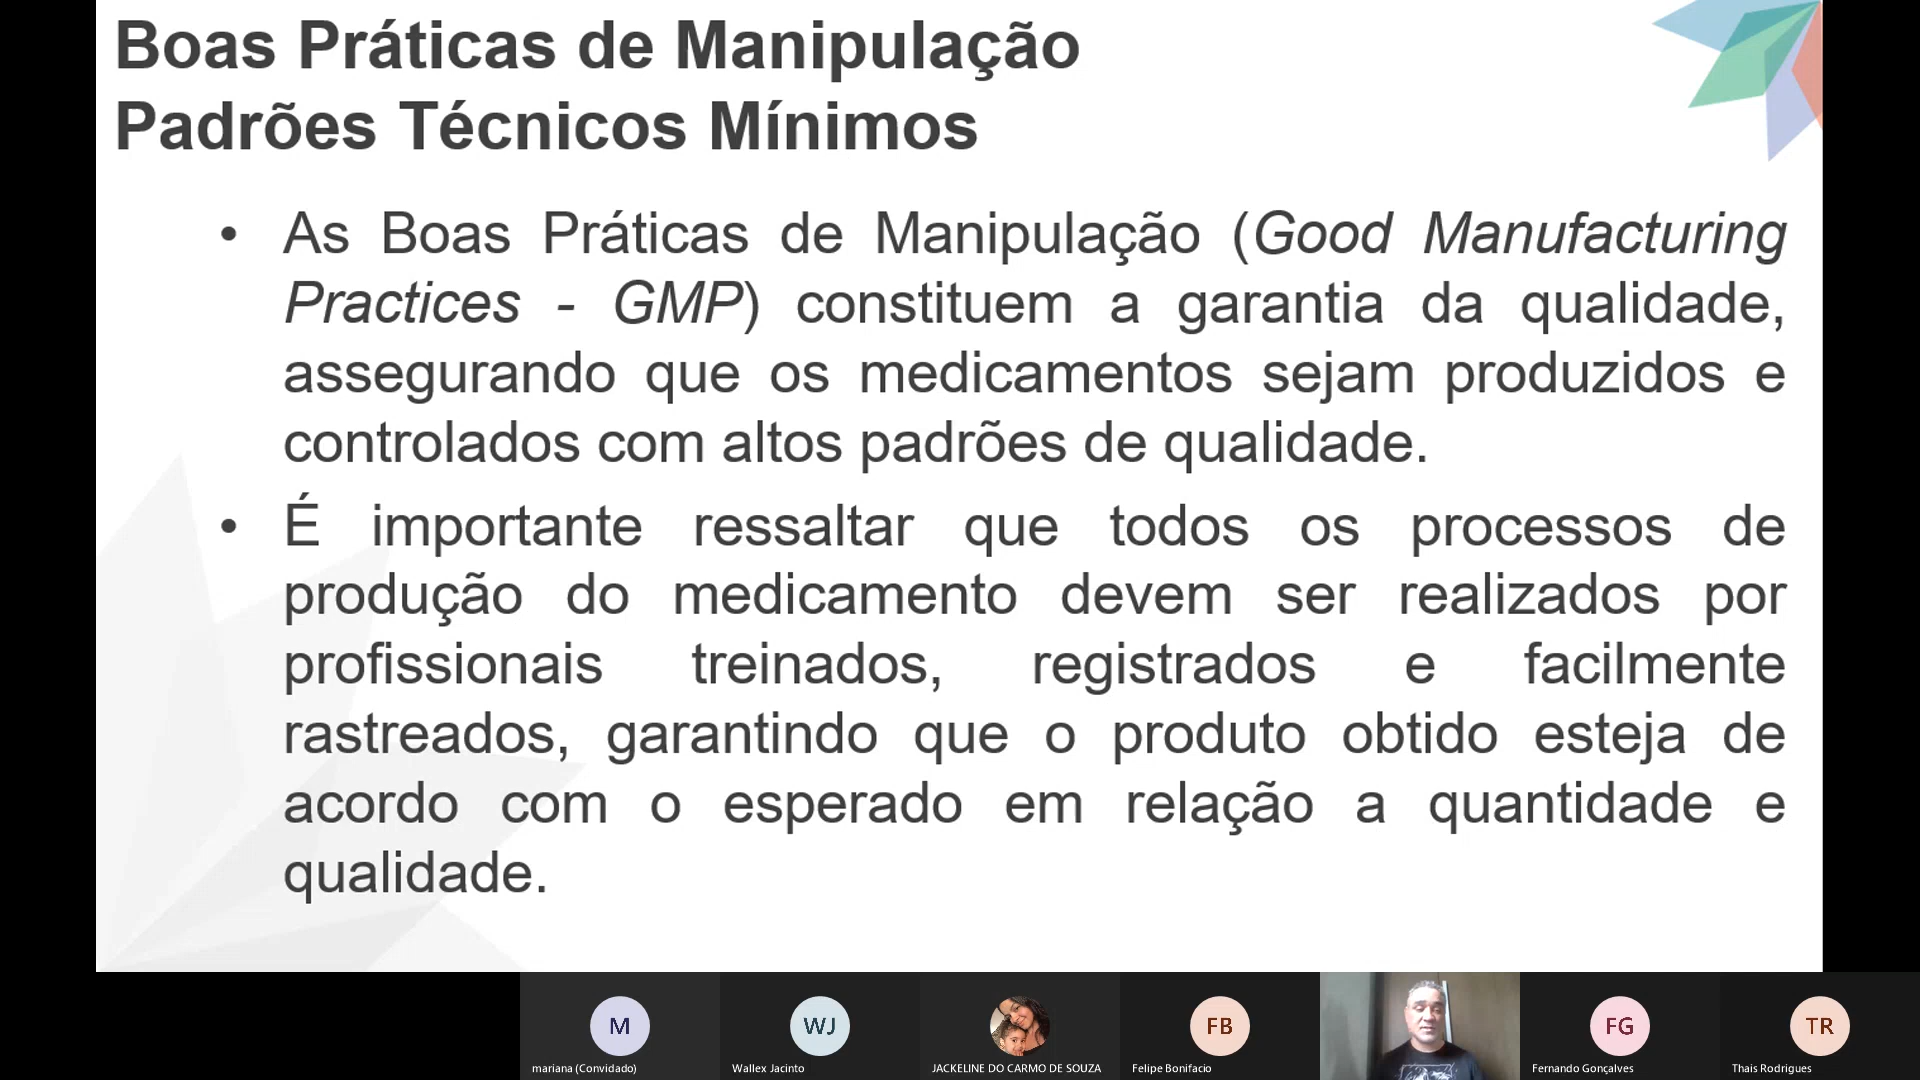 Boas Práticas de Manipulação
Padrões Técnicos Mínimos
• As Boas Práticas de Manipulação (Good Manufacturing
Practices - GMP) constituem a garantia da qualidade,
assegurando que os medicamentos sejam produzidos e
controlados com altos padrões de qualidade.
• É importante ressaltar que todos os processos de
produção do medicamento devem ser realizados por
profissionais treinados, registrados e facilmente
rastreados, garantindo que o produto obtido esteja de
acordo com o esperado em relação a quantidade e
qualidade.
M
WJ
FB
FG
TR
mariana (Convidado)
Wallex Jacinto
JACKELINE DO CARMO DE SOUZA
Felipe Bonifacio
Fernando Gonçalves
Thais Rodrigues